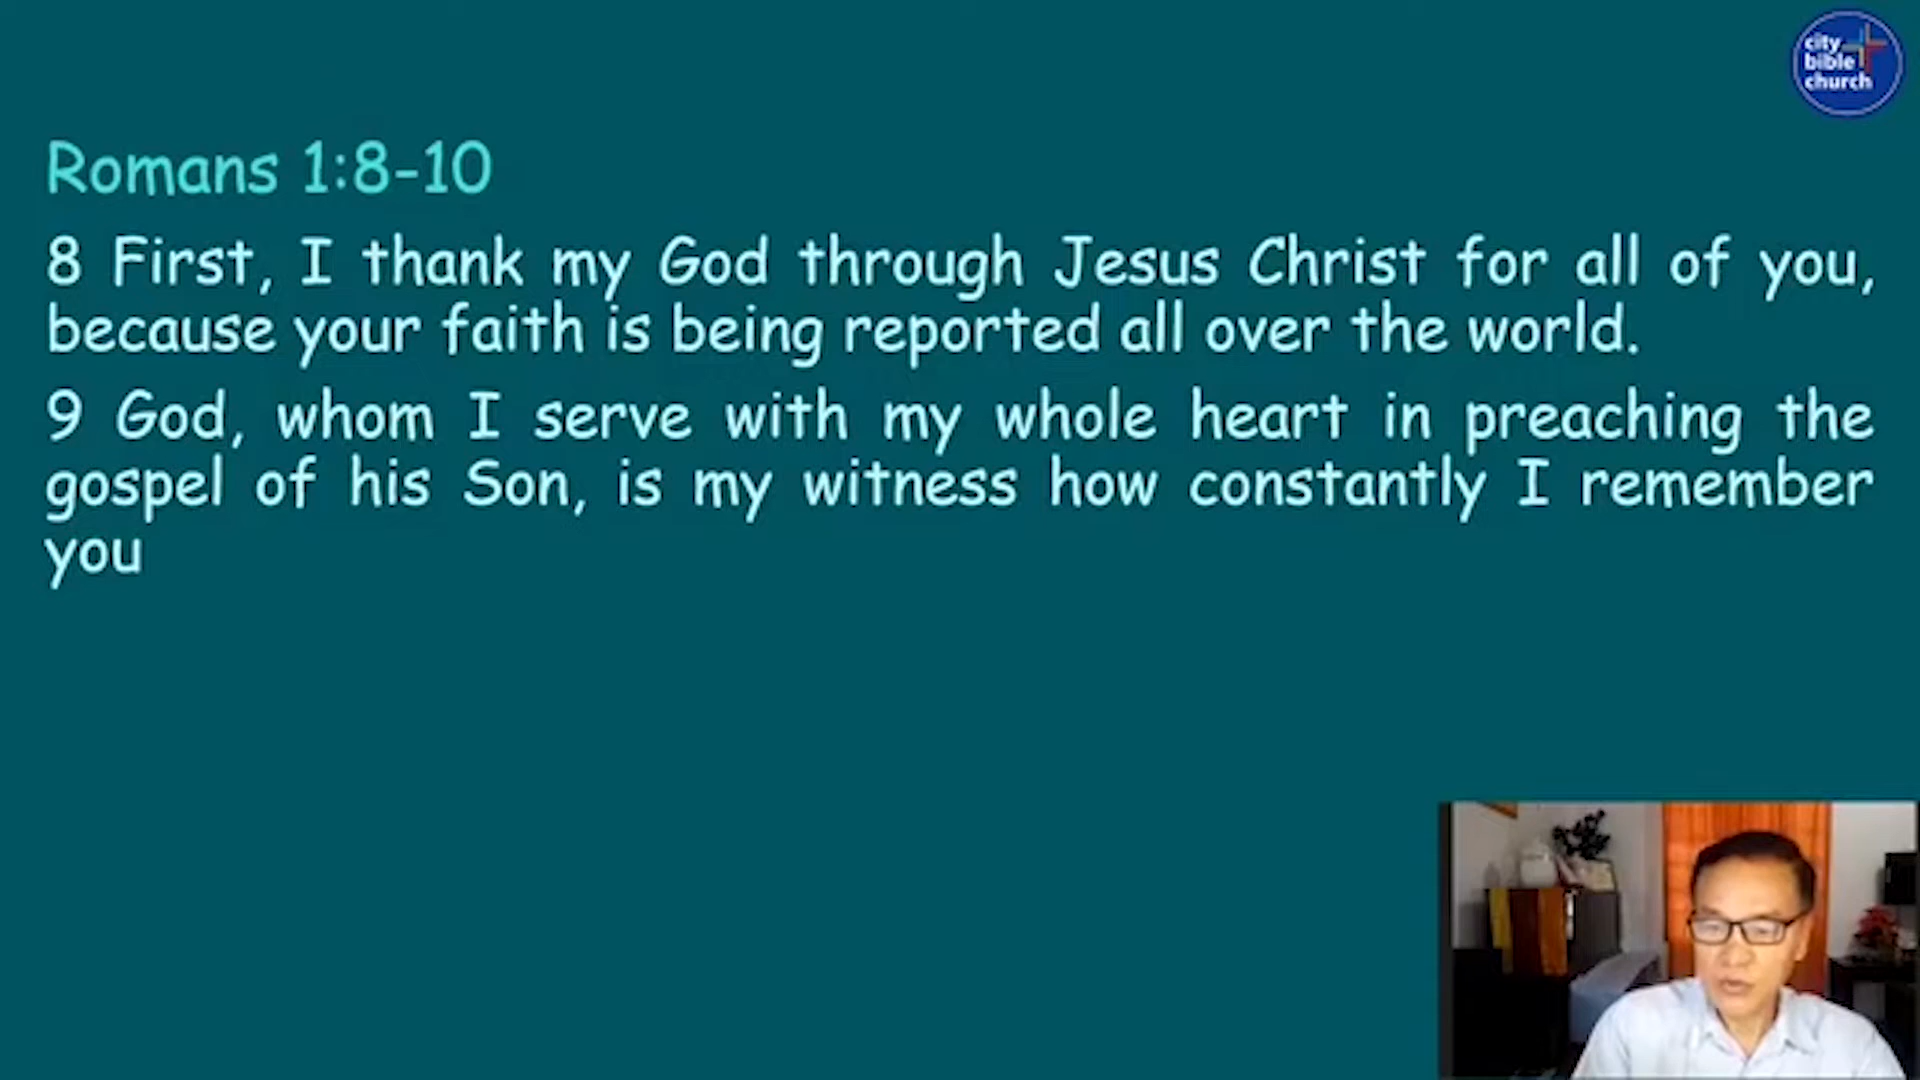 city
bible
church
Romans 1:8-10
8 First, I thank my God through Jesus Christ for all of you,
because your faith is being reported all over the world.
9 God, whom I serve with my whole heart in preaching the
gospel of his Son, is my witness how constantly I remember
you